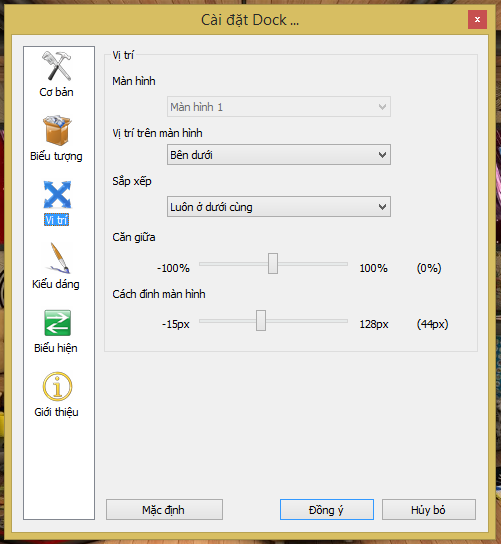 Cài đặt Dock ...
x
Cơ bản
Biểu tượng
Vị trí
Kiểu dáng
Biểu hiện
Giới thiệu
Vị trí
Màn hình
Màn hình 1
Vị trí trên màn hình
Bên dưới
Sắp xếp
Luôn ở dưới cùng
Căn giữa
-100% 100% (0%)
Cách đỉnh màn hình
-15px 128px (44px)
Mặc định Đồng ý Hủy bỏ